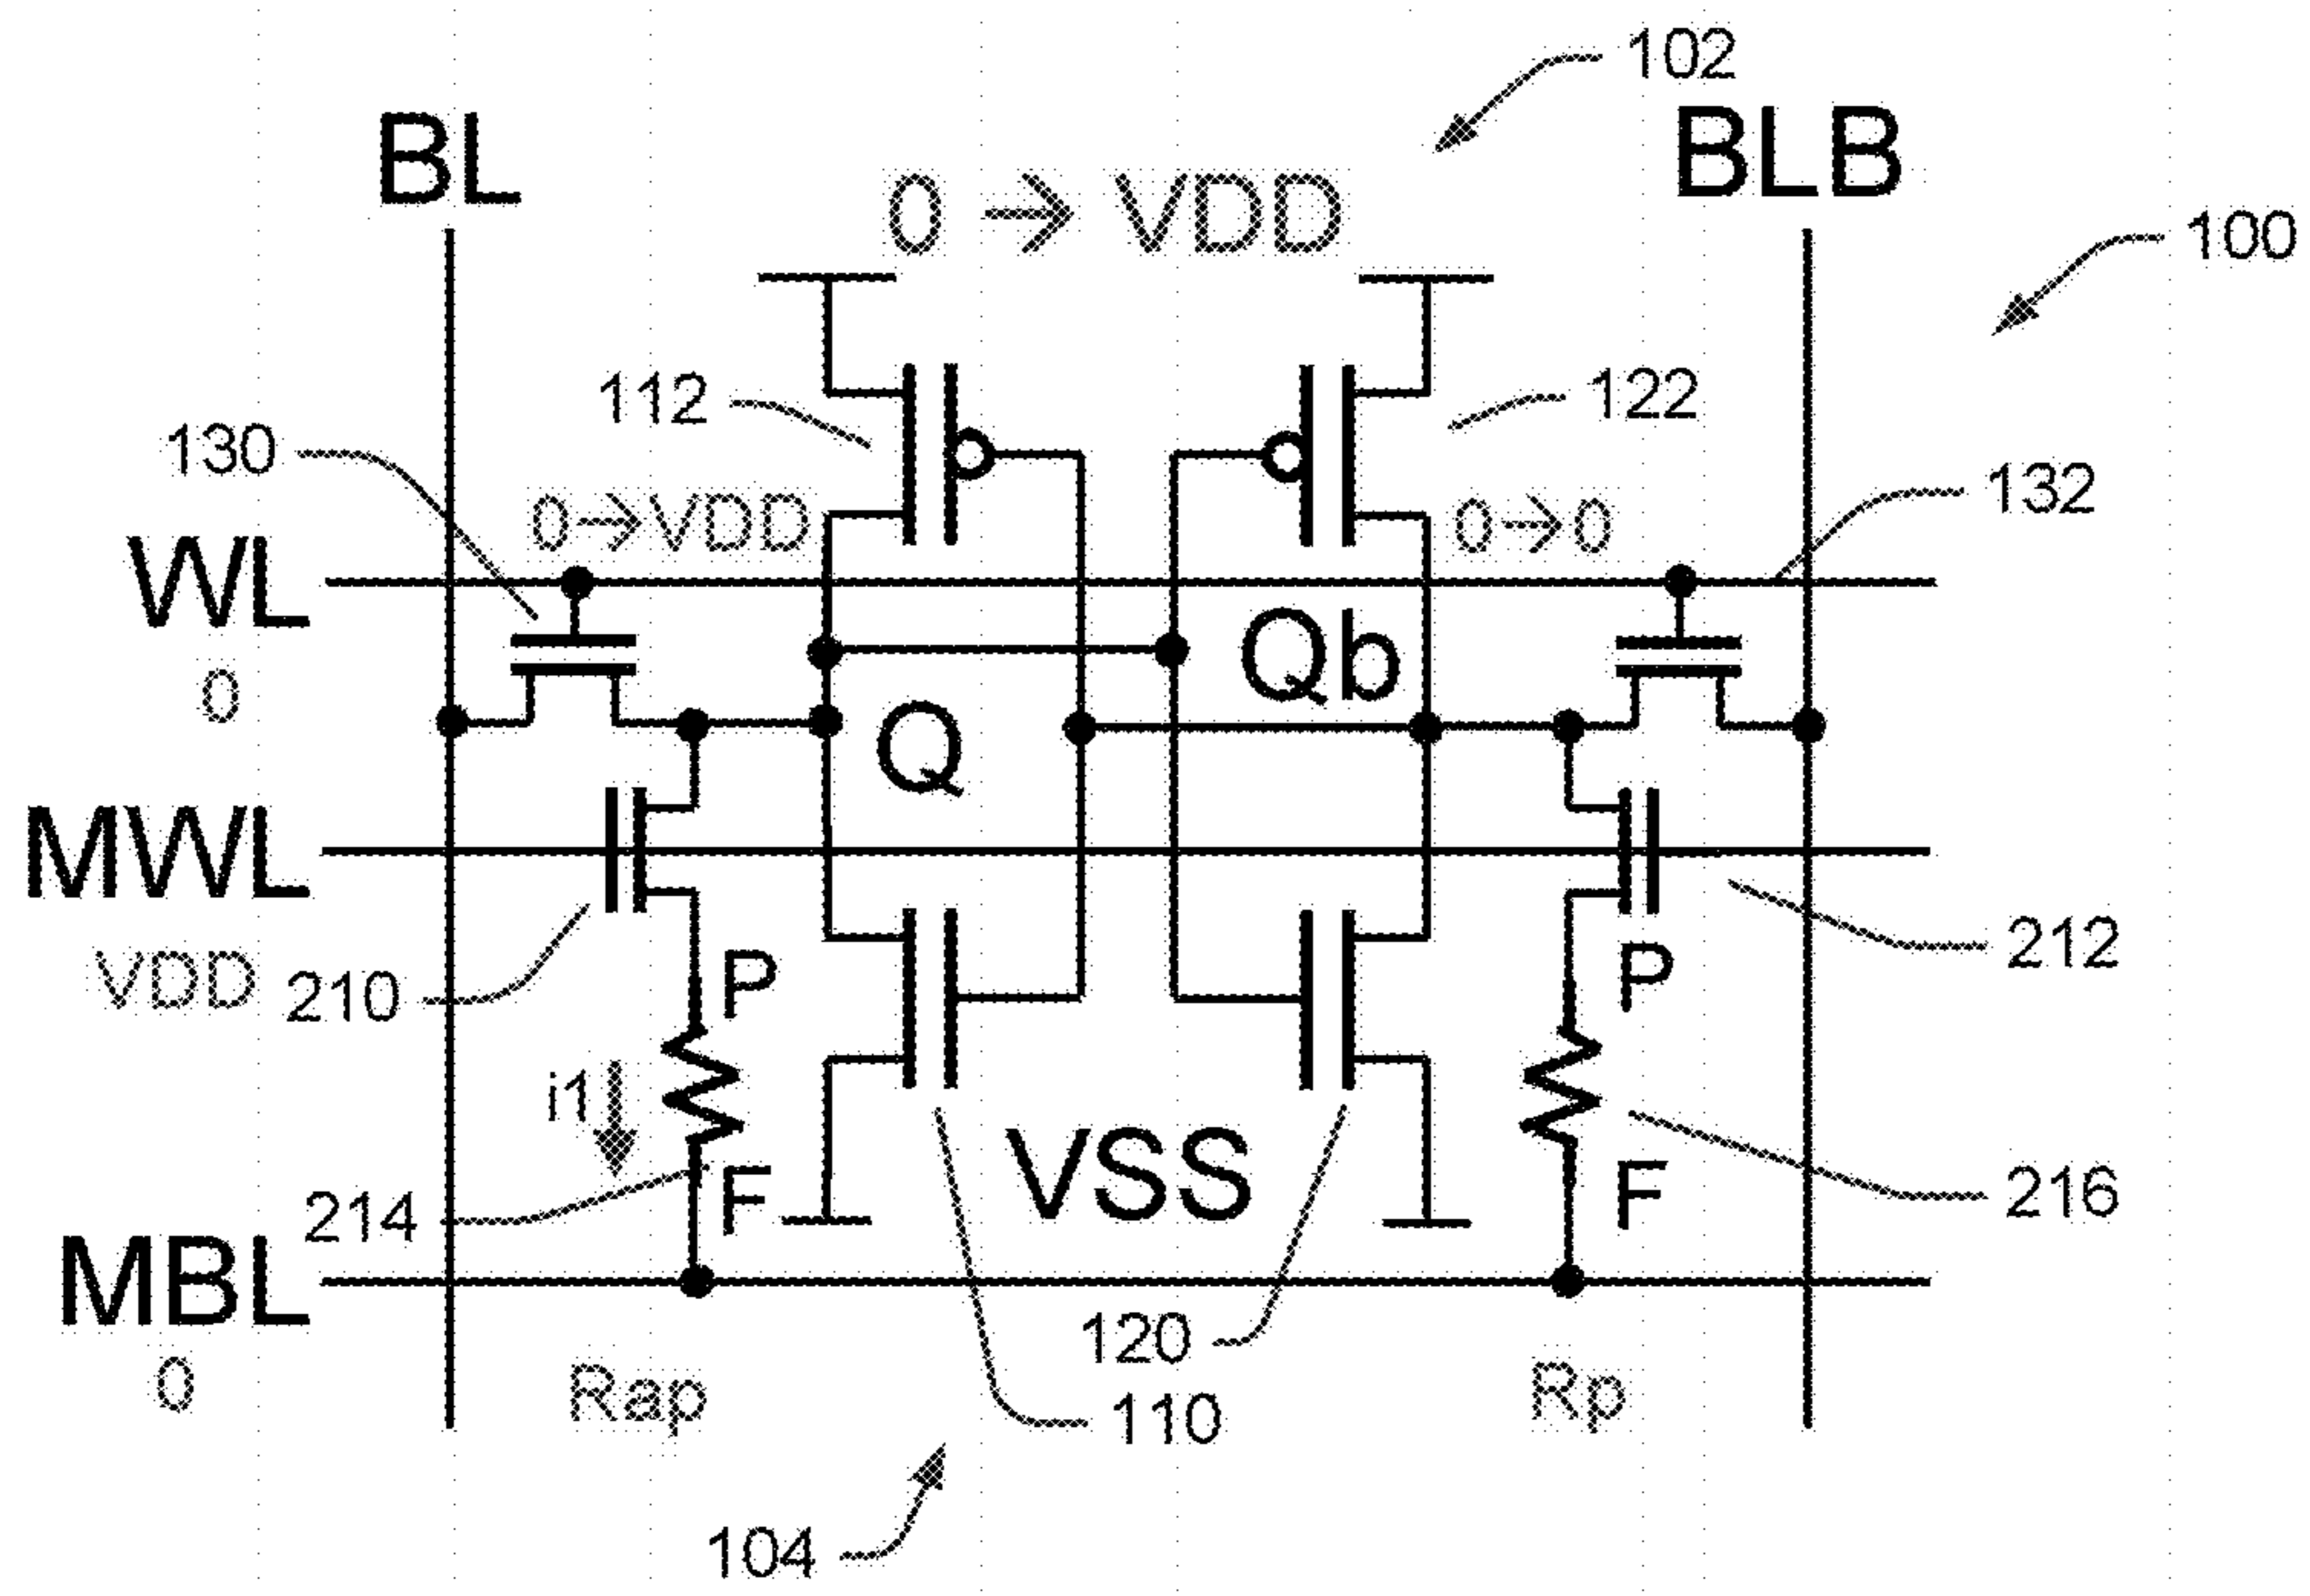 102
BL
BLB
0 → VDD
100
112
122
130
132
0→VDD
0→0
WL
0
Qb
Q
MWL
VDD
210
P
P
212
i1
VSS
214
F
F
216
MBL
0
120
Rap
Rp
110
104